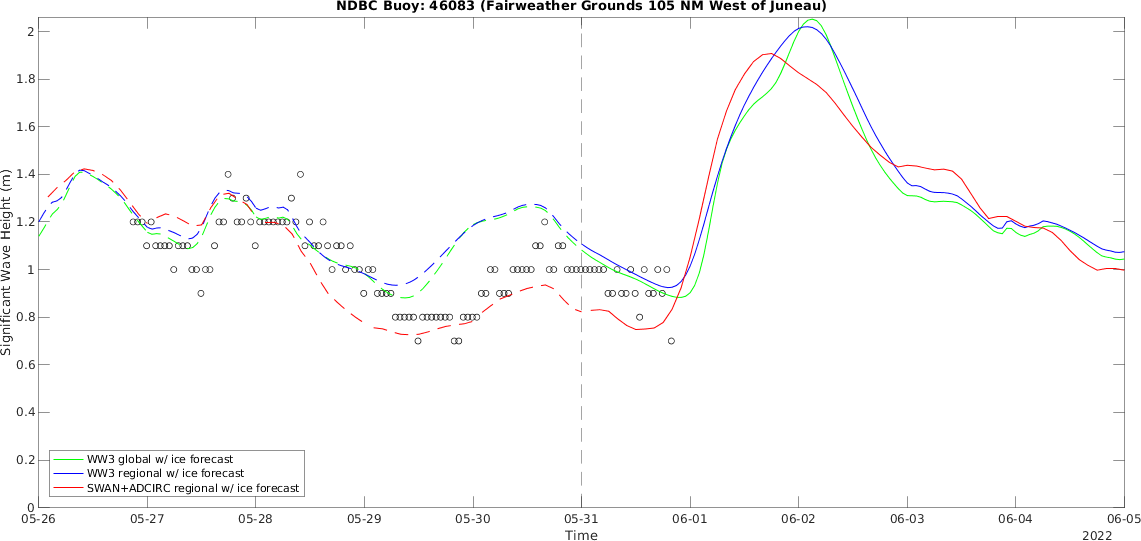 NDBC Buoy: 46083 (Fairweather Grounds 105 NM West of Juneau)
Significant Wave Height (m)
2
1.8
1.6
1.4
1.2
1
0.8
0.6
0.4
0.2
0
WW3 global w/ ice forecast
WW3 regional w/ ice forecast
SWAN+ADCIRC regional w/ ice forecast
05-26 05-27 05-28 05-29 05-30 05-31 06-01 06-02 06-03 06-04 06-05
Time
2022